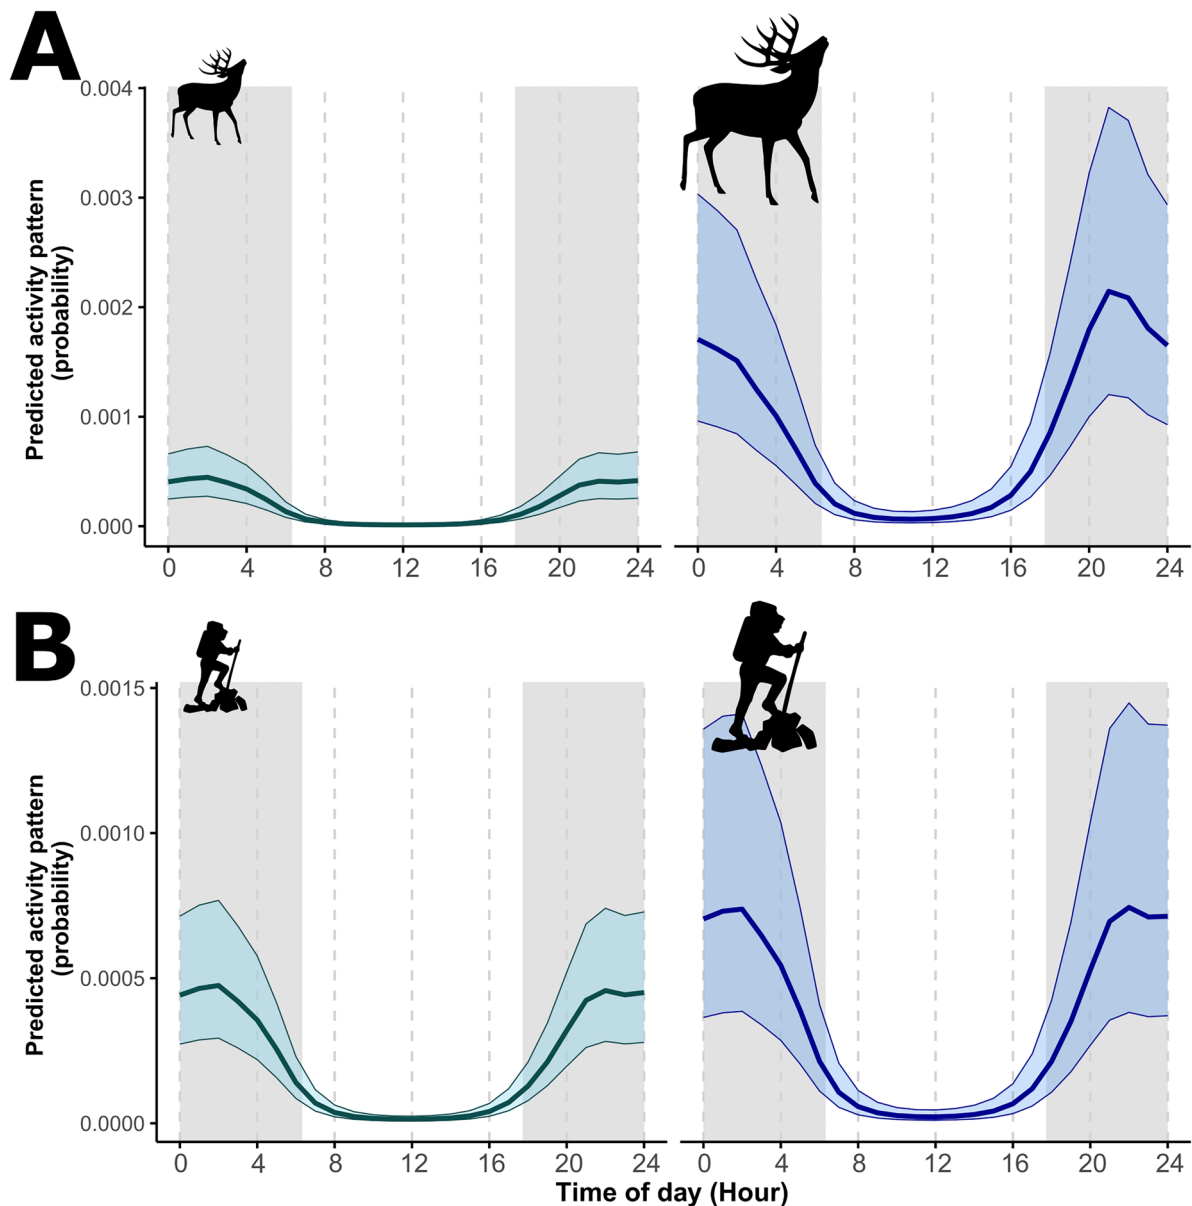 A
Predicted activity pattern
(probability)
0.004
0.003
0.002
0.001
0.000
0 4 8 12 16 20 24
0 4 8 12 16 20 24
B
Predicted activity pattern
(probability)
0.0015
0.0010
0.0005
0.0000
0 4 8 12 16 20 24
0 4 8 12 16 20 24
Time of day (Hour)